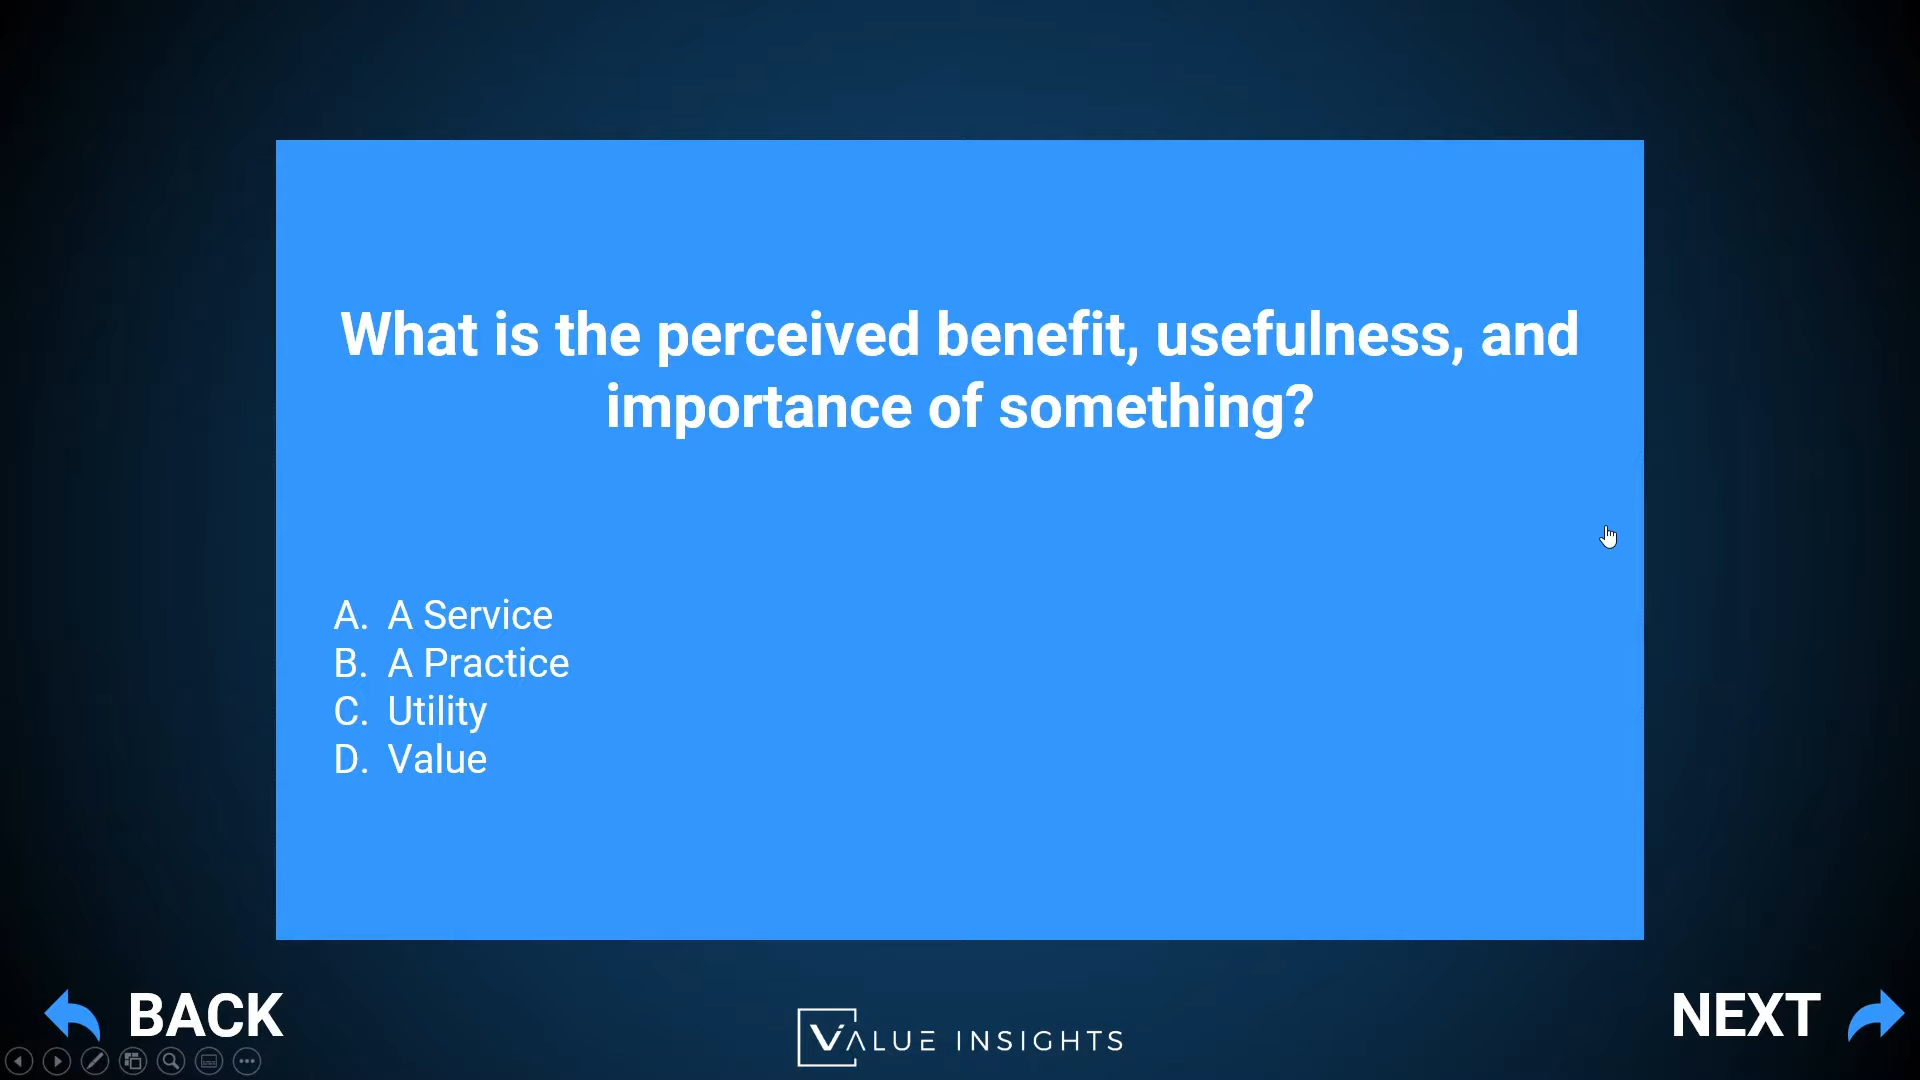 What is the perceived benefit, usefulness, and
importance of something?
A. A Service
B. A Practice
C. Utility
D. Value
BACK
VALUE INSIGHTS
NEXT